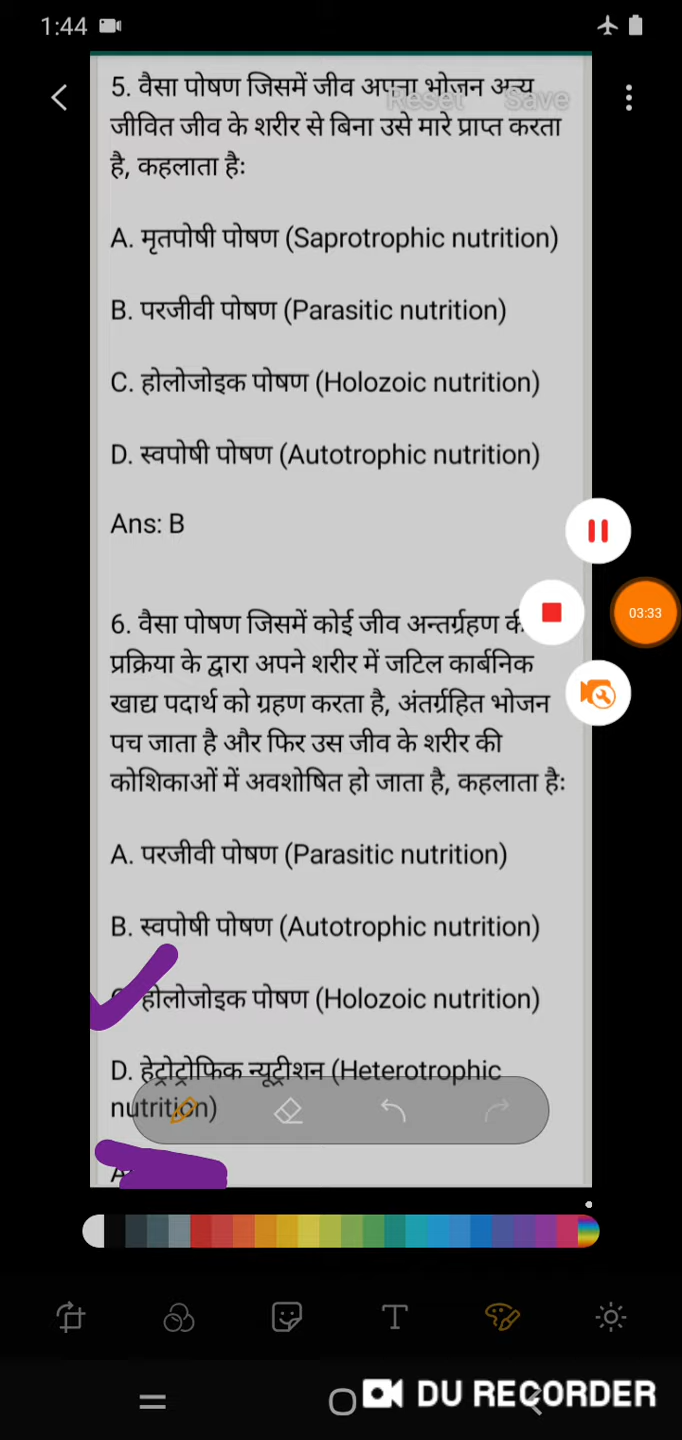 1:44
Reset Save
5. वैसा पोषण जिसमें जीव अपना भोजन अन्य
जीवित जीव के शरीर से बिना उसे मारे प्राप्त करता
है, कहलाता हैः
A. मृतपोषी पोषण (Saprotrophic nutrition)
B. परजीवी पोषण (Parasitic nutrition)
C. होलोजोइक पोषण (Holozoic nutrition)
D. स्वपोषी पोषण (Autotrophic nutrition)
Ans: B
03:33
6. वैसा पोषण जिसमें कोई जीव अन्तर्ग्रहण
प्रक्रिया के द्वारा अपने शरीर में जटिल कार्बनिक
खाद्य पदार्थ को ग्रहण करता है, अंतर्ग्रहित भोजन
पच जाता है और फिर उस जीव के शरीर की
कोशिकाओं में अवशोषित हो जाता है, कहलाता हैः
A. परजीवी पोषण (Parasitic nutrition)
B. स्वपोषी पोषण (Autotrophic nutrition)
होलोजोइक पोषण (Holozoic nutrition)
D. हेट्रोट्रोफिक न्यूट्रीशन (Heterotrophic
nutrition)
T
DU RECORDER